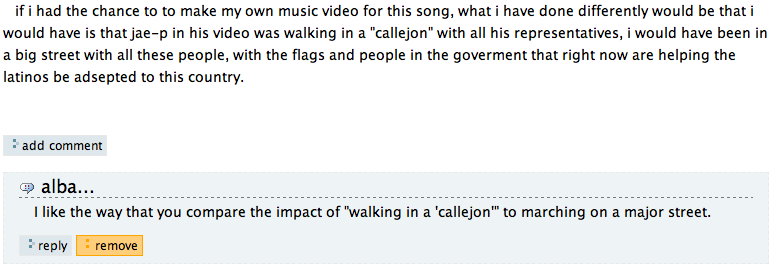 if i had the chance to to make my own music video for this song, what i have done differently would be that i
would have is that jae-p in his video was walking in a "callejon" with all his representatives, i would have been in
a big street with all these people, with the flags and people in the goverment that right now are helping the
latinos be adsepted to this country.
add comment
alba...
I like the way that you compare the impact of "walking in a 'callejon'" to marching on a major street.
reply remove